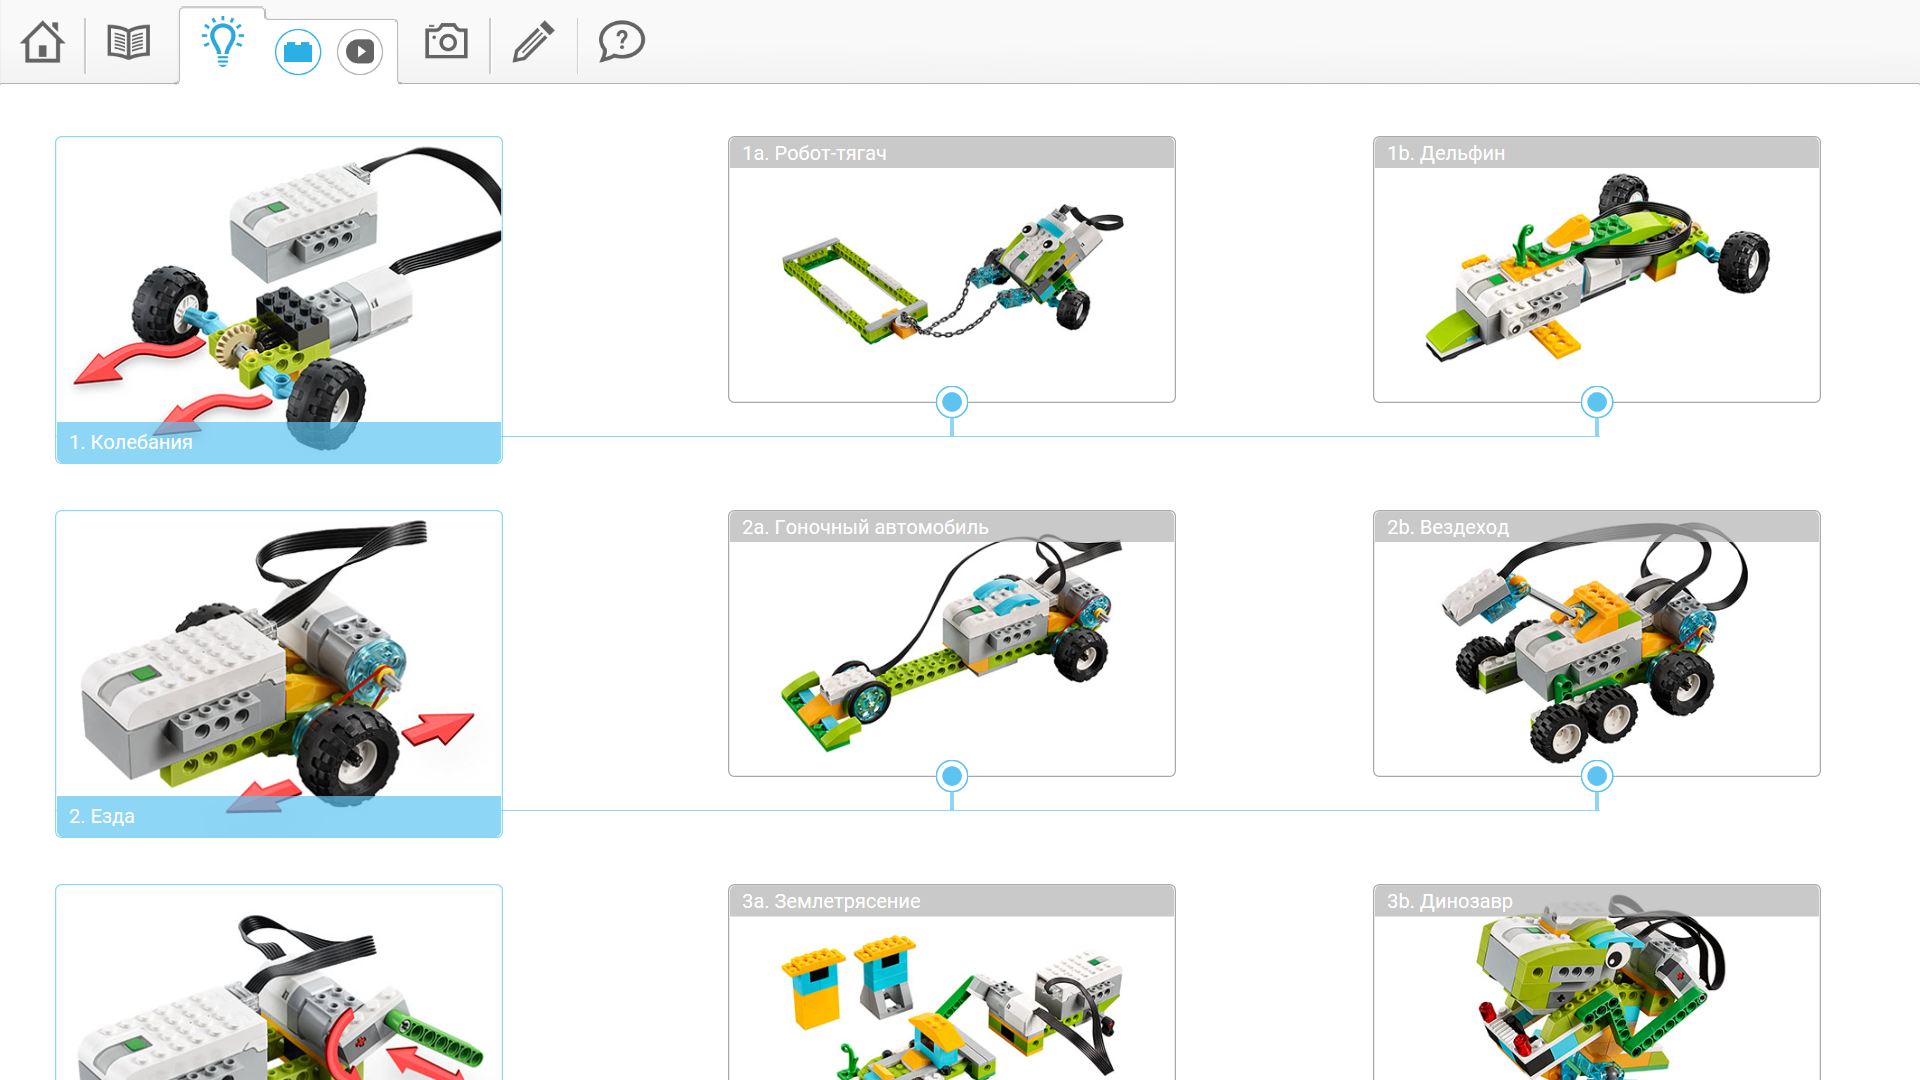 1a. Робот-тягач
1b. Дельфин
1. Колебания
2a. Гоночный автомобиль
2b. Вездеход
2. Езда
3a. Землетрясение
3b. Динозавр